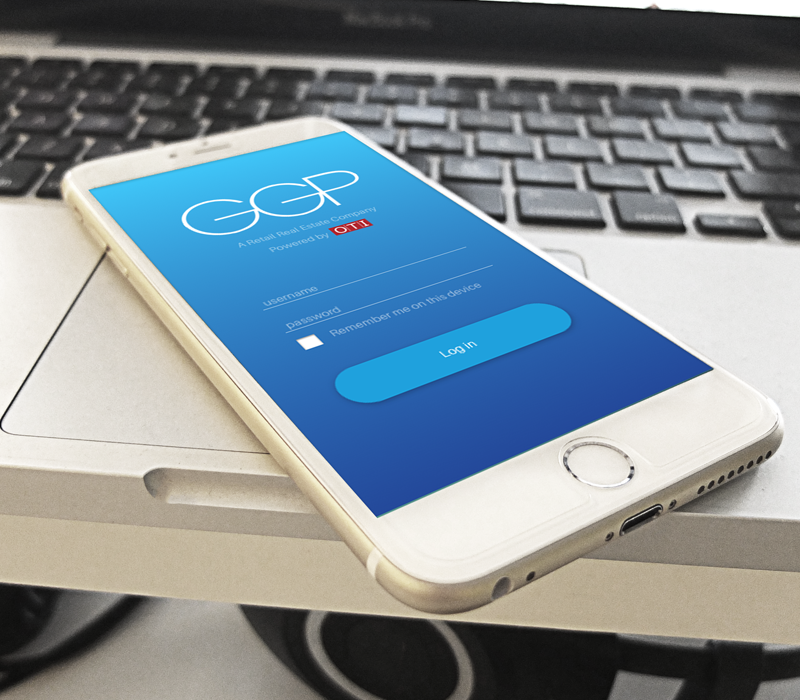 MacBook Pro
GGP
A Retail Real Estate Company
Powered by OTI
username
password
Remember me on this device
Log in
option